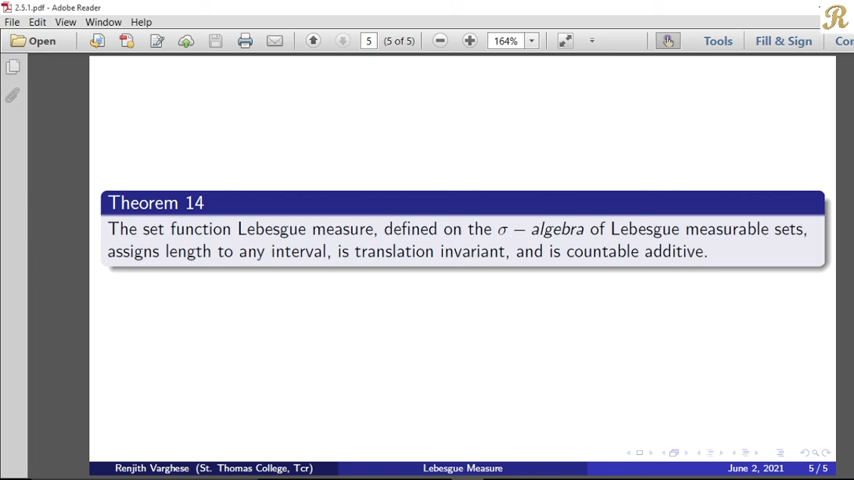 2.5.1.pdf - Adobe Reader
File Edit View Window Help
Open 5 (5 of 5) 164% Tools Fill & Sign
Theorem 14
The set function Lebesgue measure, defined on the σ − algebra of Lebesgue measurable sets,
assigns length to any interval, is translation invariant, and is countable additive.
Renjith Varghese (St. Thomas College, Tcr) Lebesgue Measure June 2, 2021 5 / 5
R